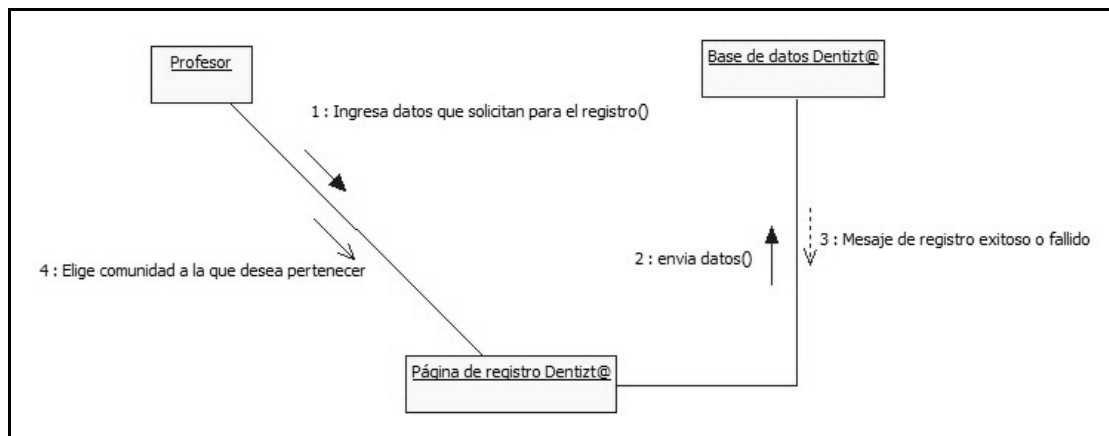 Profesor
Base de datos Dentizt@
1 : Ingresa datos que solicitan para el registro()
4 : Elige comunidad a la que desea pertenecer
2 : envia datos()
3 : Mesaje de registro exitoso o fallido
Página de registro Dentizt@